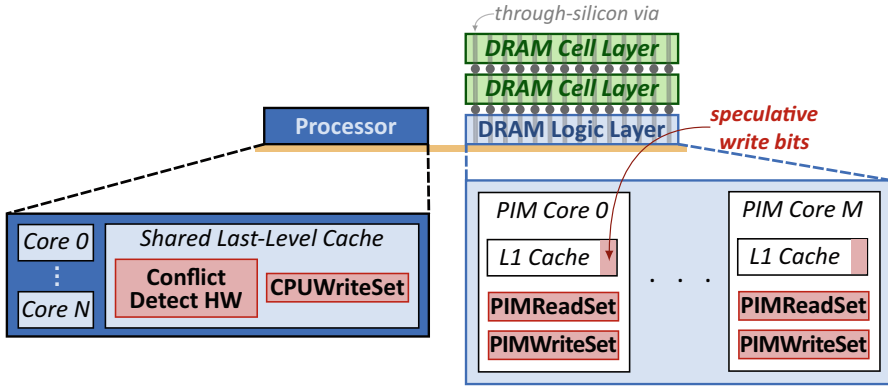 through-silicon via
DRAM Cell Layer
DRAM Cell Layer
DRAM Logic Layer
speculative
write bits
Processor
Core 0
Core N
Shared Last-Level Cache
Conflict
Detect HW
CPUWriteSet
PIM Core 0
L1 Cache
PIMReadSet
PIMWriteSet
. . .
PIM Core M
L1 Cache
PIMReadSet
PIMWriteSet